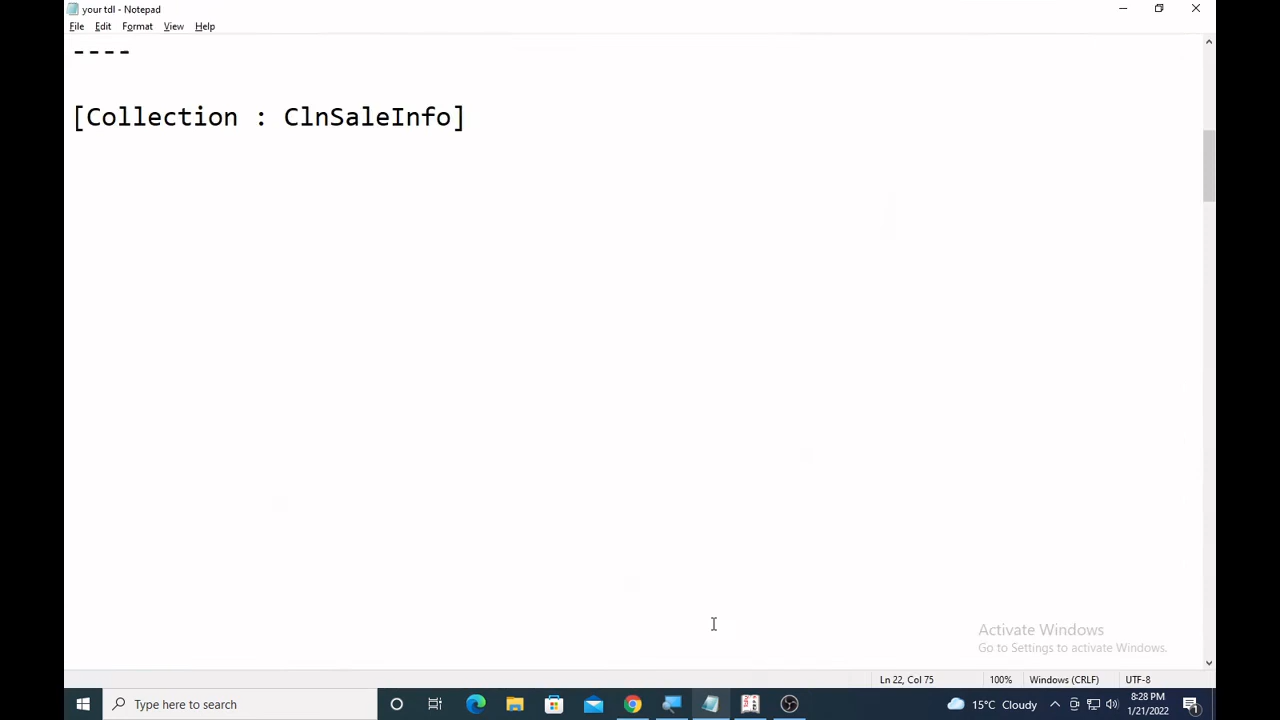 your tdl - Notepad
File Edit Format View Help
----
[Collection : ClnSaleInfo]
Activate Windows
Go to Settings to activate Windows.
Ln 22, Col 75 100% Windows (CRLF) UTF-8
Type here to search
15°C Cloudy
8:28 PM
1/21/2022
1